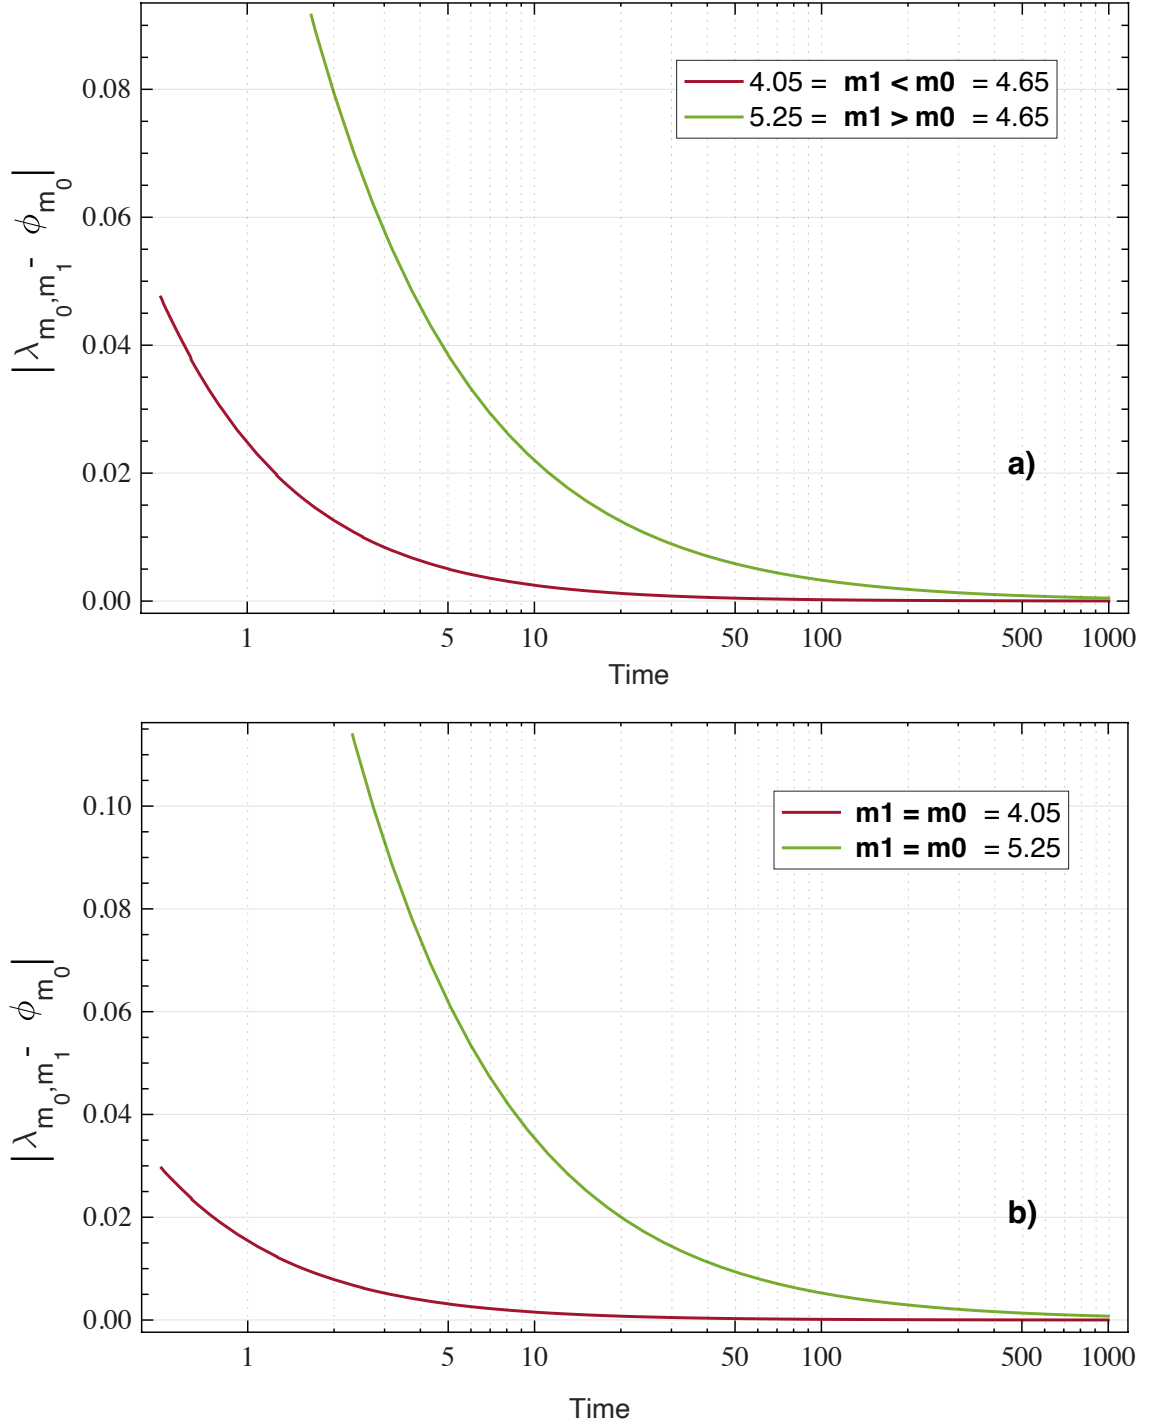 0.08
0.06
0.04
0.02
0.00
|λm0,m1- ϕm0|
4.05 = m1 < m0 = 4.65
5.25 = m1 > m0 = 4.65
a)
1 5 10 50 100 500 1000
Time
0.10
0.08
0.06
0.04
0.02
0.00
|λm0,m1- ϕm0|
m1 = m0 = 4.05
m1 = m0 = 5.25
b)
1 5 10 50 100 500 1000
Time